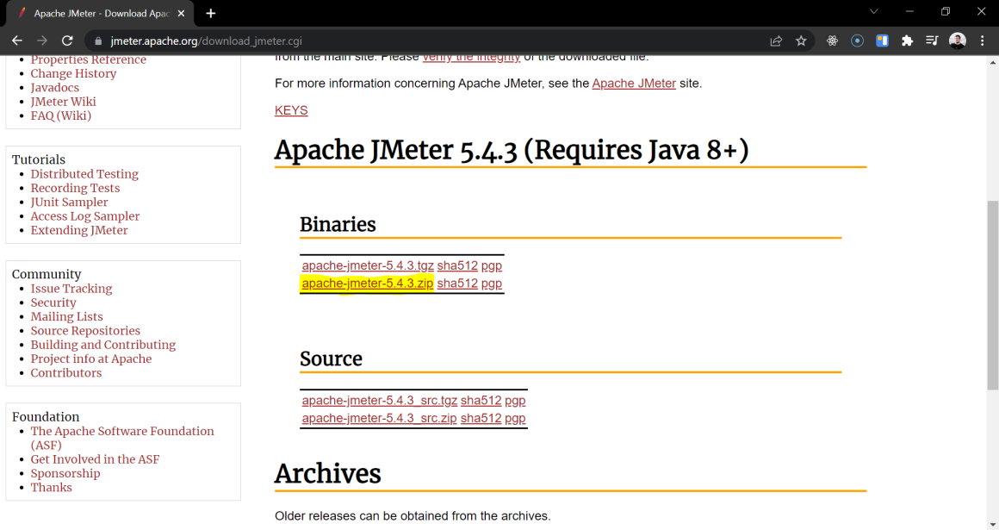 Apache JMeter - Download Apac
jmeter.apache.org/download_jmeter.cgi
Properties Reference
Change History
Javadocs
JMeter Wiki
FAQ (Wiki)
Tutorials
Distributed Testing
Recording Tests
JUnit Sampler
Access Log Sampler
Extending JMeter
Community
Issue Tracking
Security
Mailing Lists
Source Repositories
Building and Contributing
Project info at Apache
Contributors
Foundation
The Apache Software Foundation
(ASF)
Get Involved in the ASF
Sponsorship
Thanks
from the main site. Please verify the integrity of the downloaded file.
For more information concerning Apache JMeter, see the Apache JMeter site.
KEYS
Apache JMeter 5.4.3 (Requires Java 8+)
Binaries
apache-jmeter-5.4.3.tgz sha512 pgp
apache-jmeter-5.4.3.zip sha512 pgp
Source
apache-jmeter-5.4.3_src.tgz sha512 pgp
apache-jmeter-5.4.3_src.zip sha512 pgp
Archives
Older releases can be obtained from the archives.